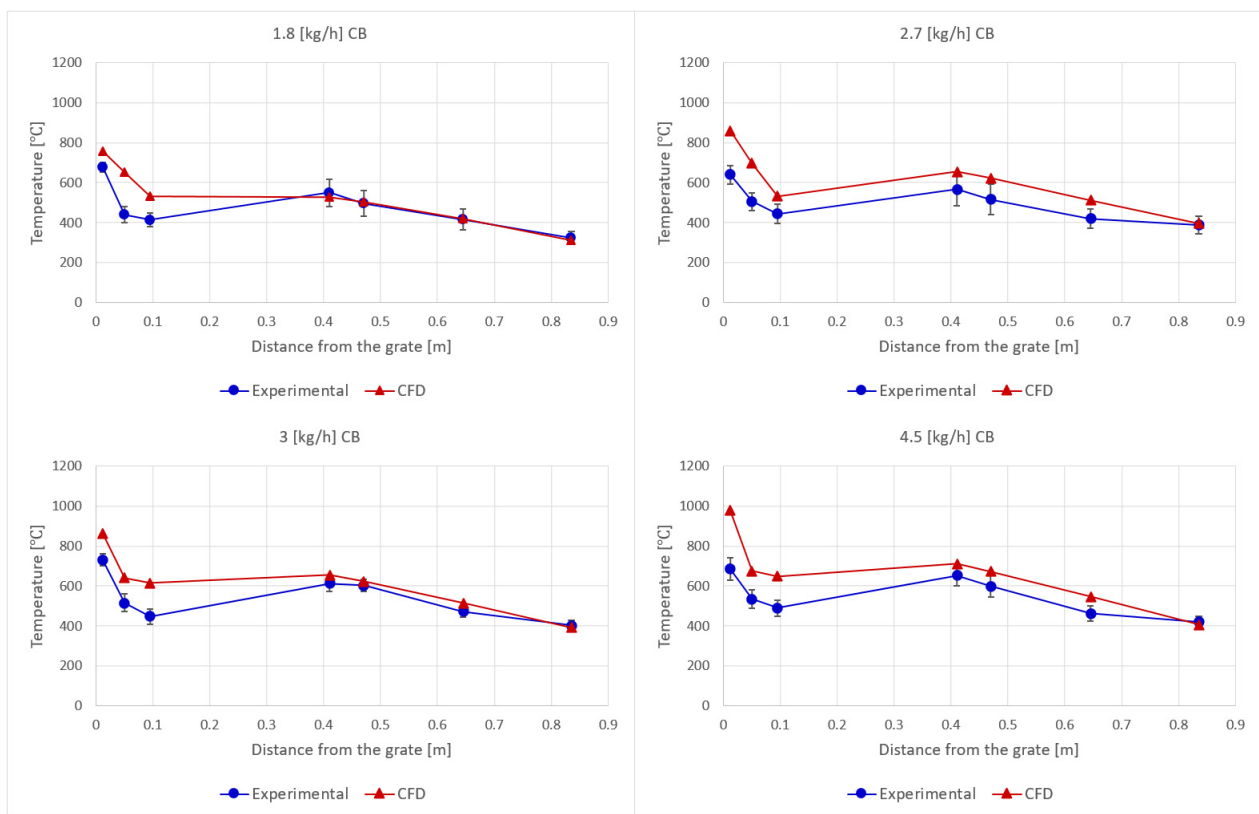 1.8 [kg/h] CB
Temperature [°C]
1200
1000
800
600
400
200
0
0 0.1 0.2 0.3 0.4 0.5 0.6 0.7 0.8 0.9
Distance from the grate [m]
Experimental CFD
2.7 [kg/h] CB
Temperature [°C]
1200
1000
800
600
400
200
0
0 0.1 0.2 0.3 0.4 0.5 0.6 0.7 0.8 0.9
Distance from the grate [m]
Experimental CFD
3 [kg/h] CB
Temperature [°C]
1200
1000
800
600
400
200
0
0 0.1 0.2 0.3 0.4 0.5 0.6 0.7 0.8 0.9
Distance from the grate [m]
Experimental CFD
4.5 [kg/h] CB
Temperature [°C]
1200
1000
800
600
400
200
0
0 0.1 0.2 0.3 0.4 0.5 0.6 0.7 0.8 0.9
Distance from the grate [m]
Experimental CFD